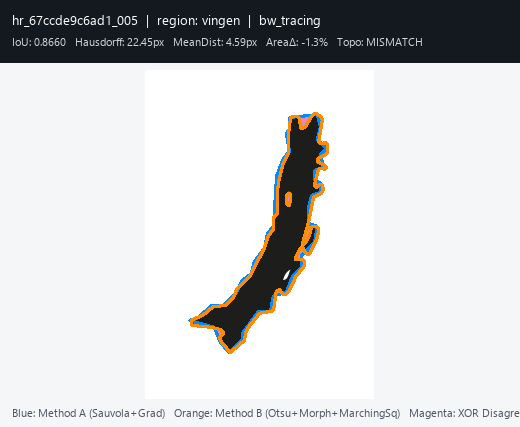 hr_67ccde9c6ad1_005 | region: vingen | bw_tracing
IoU: 0.8660 Hausdorff: 22.45px MeanDist: 4.59px AreaΔ: -1.3% Topo: MISMATCH
Blue: Method A (Sauvola+Grad) Orange: Method B (Otsu+Morph+MarchingSq) Magenta: XOR Disagre